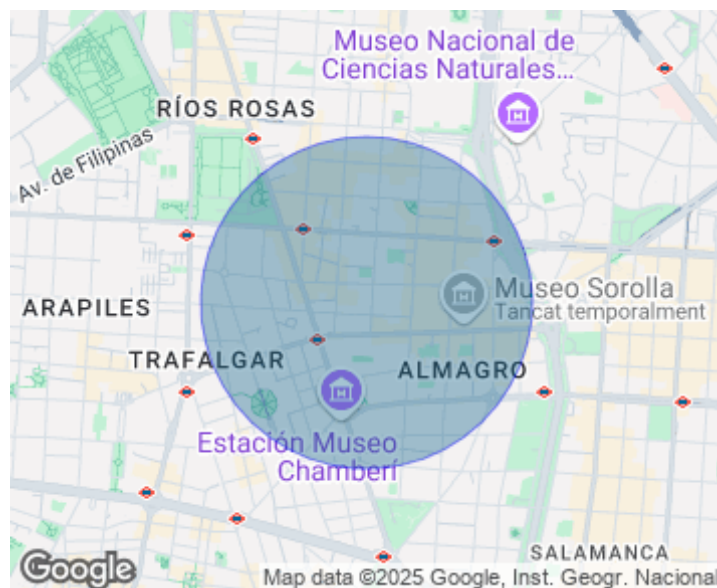 Museo Nacional de
Ciencias Naturales...
RÍOS ROSAS
Av. de Filipinas
Museo Sorolla
Tancat temporalment
ARAPILES
TRAFALGAR
ALMAGRO
Estación Museo
Chamberí
SALAMANCA
Google
Map data ©2025 Google, Inst. Geogr. Nacional